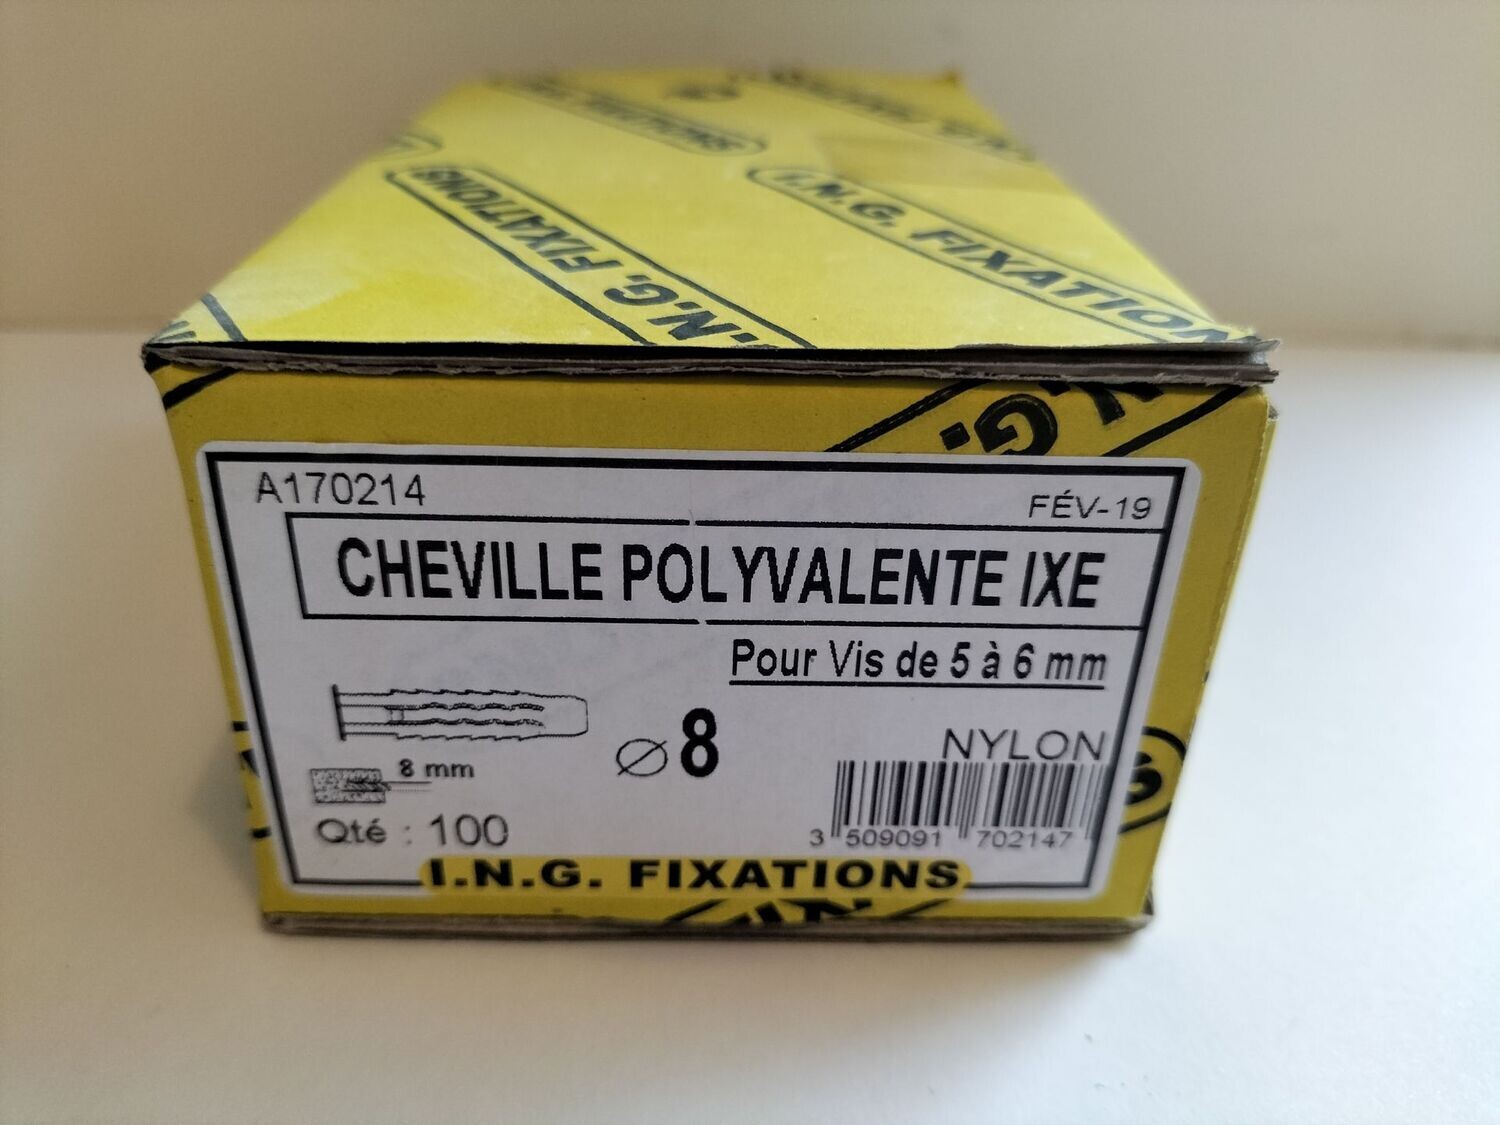 I.N.G. FIXATIONS
I.N.G. FIXATIONS
A170214
FÉV-19
CHEVILLE POLYVALENTE IXE
Pour Vis de 5 à 6 mm
Ø 8
NYLON
8 mm
3 509091 702147
Qté : 100
I.N.G. FIXATIONS